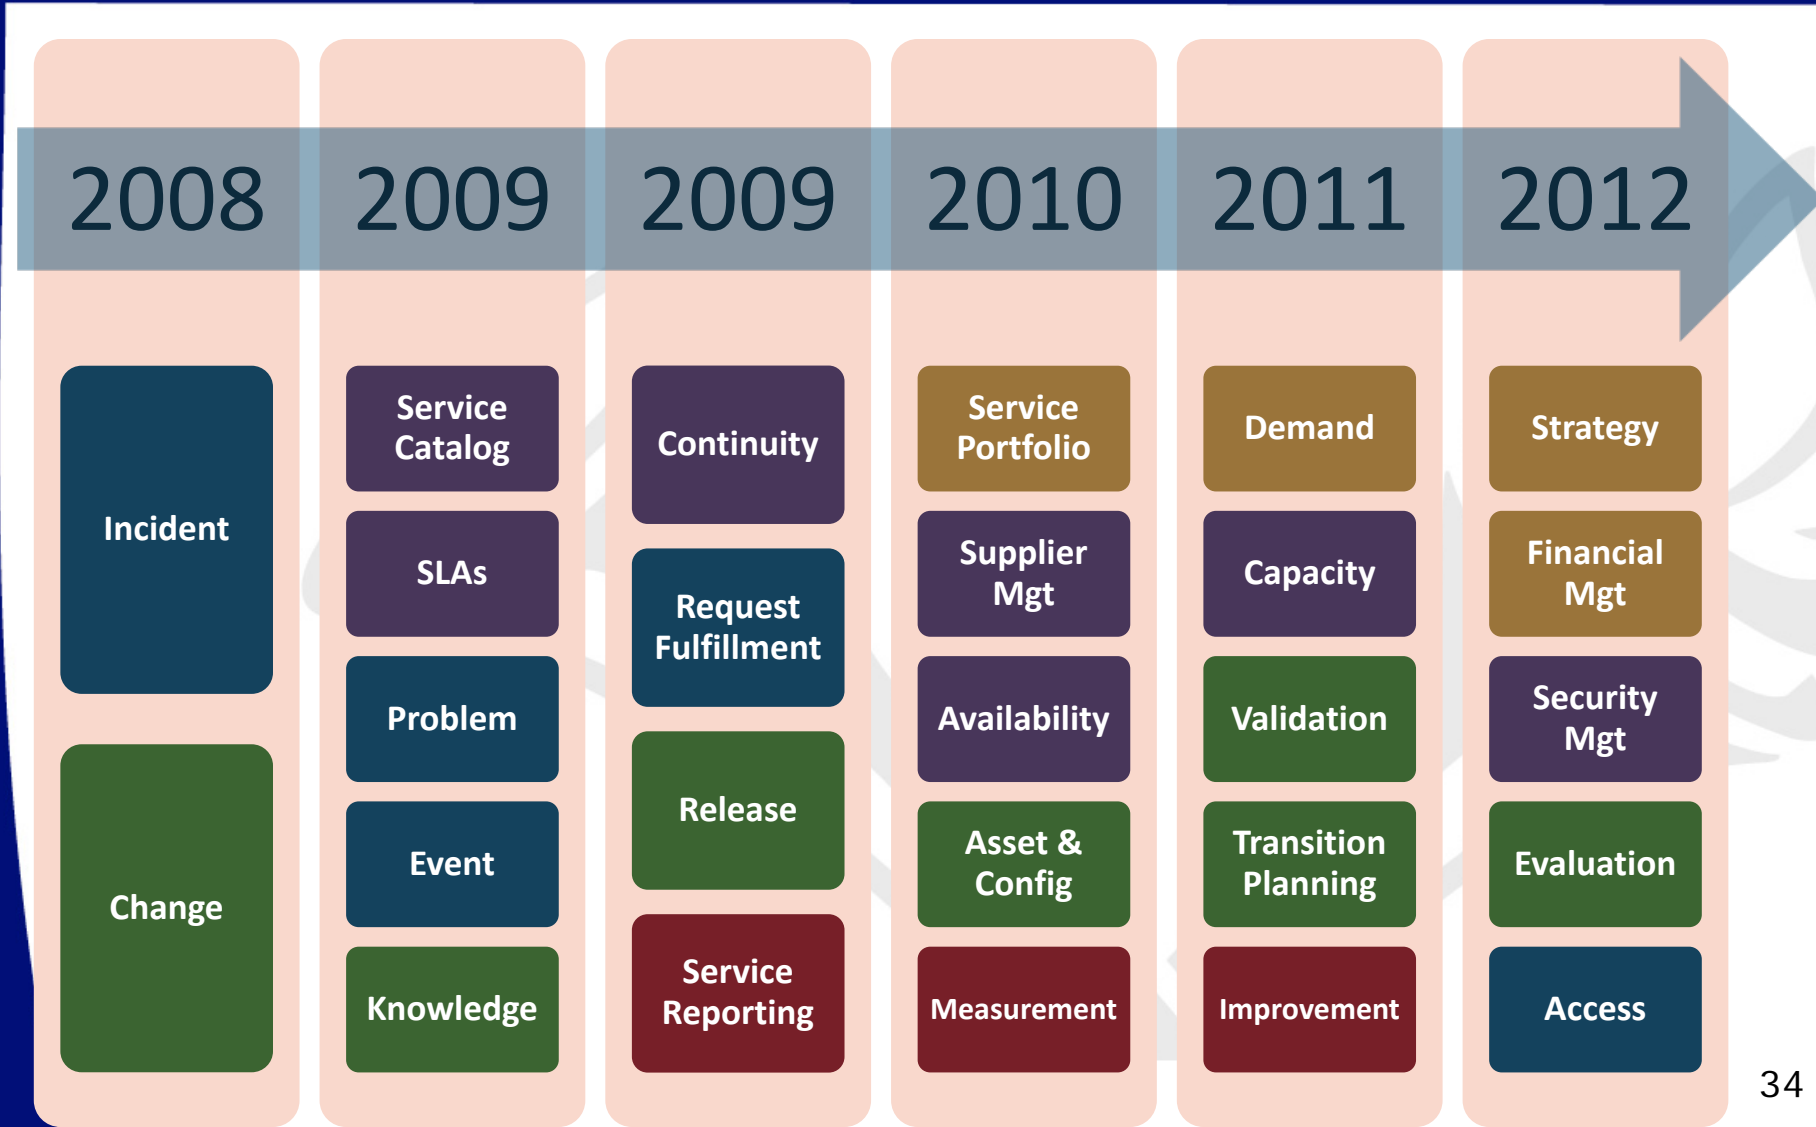 2008
2009
2009
2010
2011
2012
Incident
Change
Service
Catalog
SLAs
Problem
Event
Knowledge
Continuity
Request
Fulfillment
Release
Service
Reporting
Service
Portfolio
Supplier
Mgt
Availability
Asset &
Config
Measurement
Demand
Capacity
Validation
Transition
Planning
Improvement
Strategy
Financial
Mgt
Security
Mgt
Evaluation
Access
34